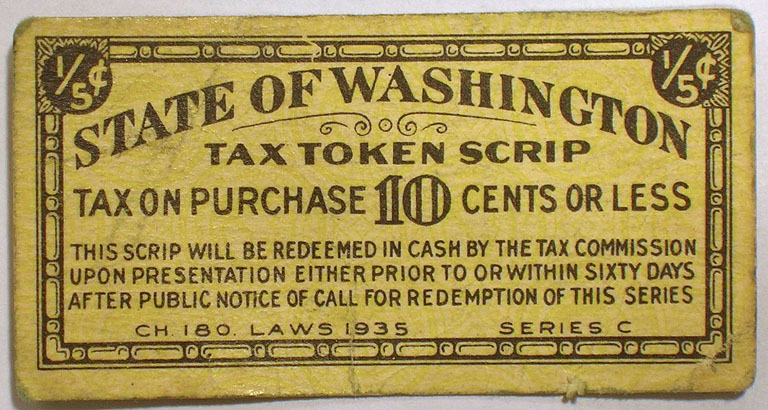 1/5¢ 1/5¢
STATE OF WASHINGTON
TAX TOKEN SCRIP
TAX ON PURCHASE 10 CENTS OR LESS
THIS SCRIP WILL BE REDEEMED IN CASH BY THE TAX COMMISSION
UPON PRESENTATION EITHER PRIOR TO OR WITHIN SIXTY DAYS
AFTER PUBLIC NOTICE OF CALL FOR REDEMPTION OF THIS SERIES
CH. 180. LAWS 1935 SERIES C